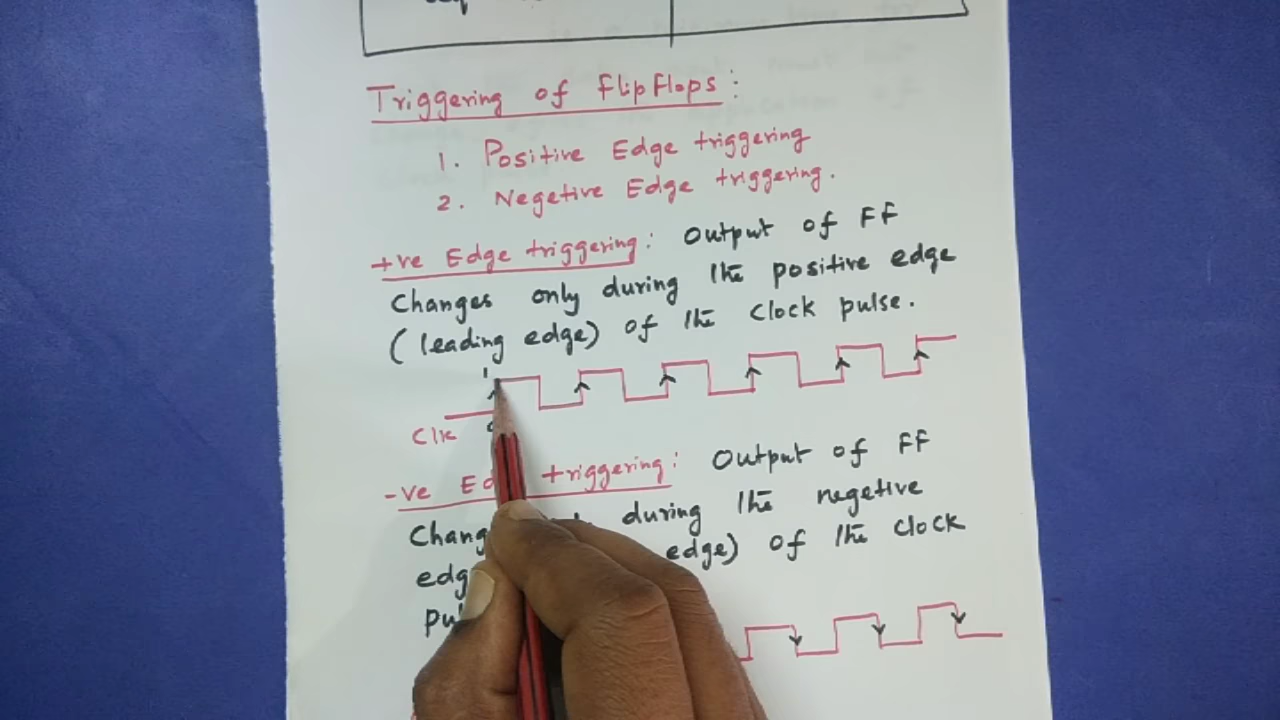 Triggering of FlipFlops :
1. Positive Edge triggering
2. Negetive Edge triggering.
+ve Edge triggering : Output of FF
Changes only during the positive edge
(leading edge) of the Clock pulse.
1
Clk
-ve triggering : Output of FF
during the negetive
edge) of the Clock